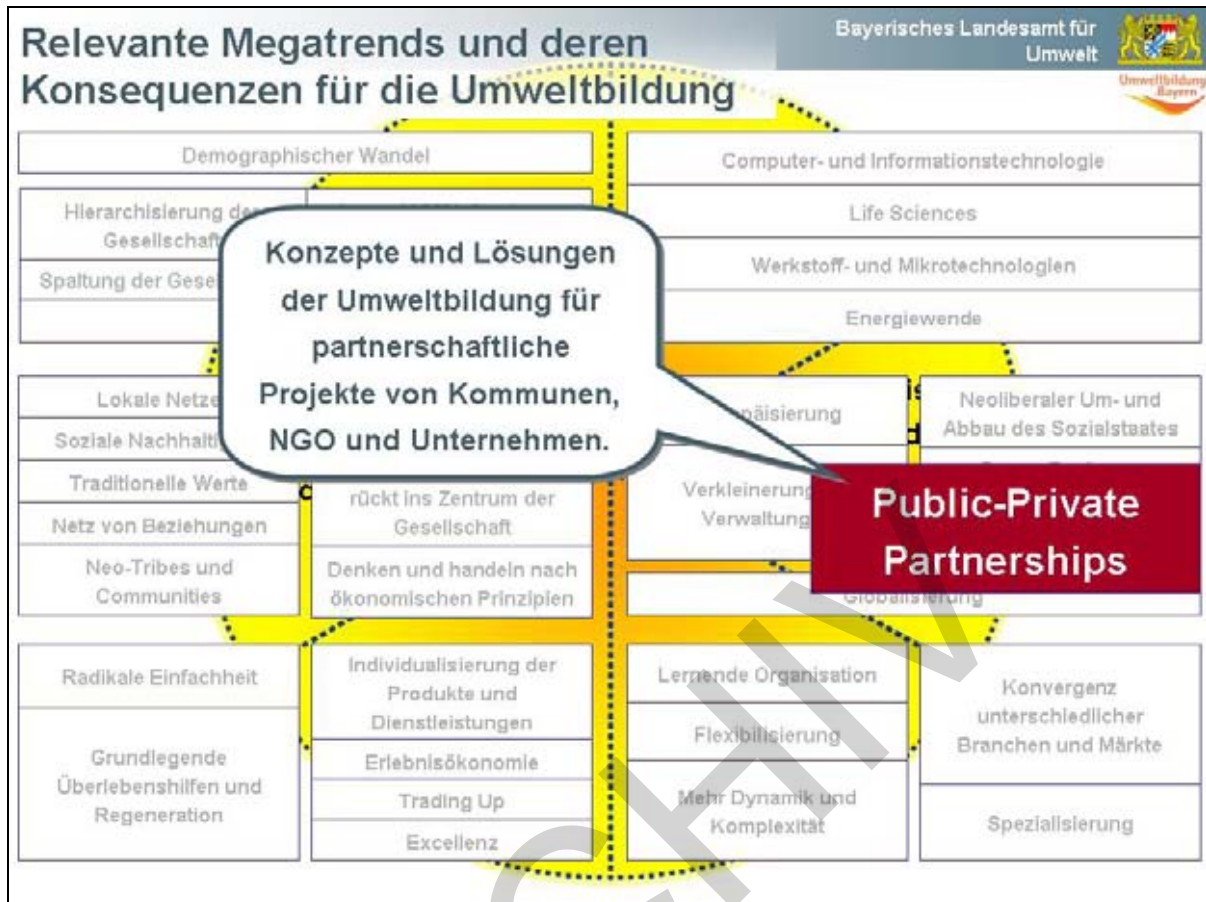 Relevante Megatrends und deren
Konsequenzen für die Umweltbildung
Bayerisches Landesamt für
Umwelt
Umweltbildung
Bayern
Demographischer Wandel
Computer- und Informationstechnologie
Hierarchisierung der
Gesellschaft
Life Sciences
Spaltung der Gesel
Werkstoff- und Mikrotechnologien
Energiewende
Konzepte und Lösungen
der Umweltbildung für
partnerschaftliche
Projekte von Kommunen,
NGO und Unternehmen.
Lokale Netze
Soziale Nachhalti
Traditionelle Werte
Netz von Beziehungen
Neo-Tribes und
Communities
rückt ins Zentrum der
Gesellschaft
Denken und handeln nach
ökonomischen Prinzipien
päisierung
Neoliberaler Um- und
Abbau des Sozialstaates
Verkleinerung
Verwaltung
Public-Private
Partnerships
Globalisierung
Radikale Einfachheit
Grundlegende
Überlebenshilfen und
Regeneration
Individualisierung der
Produkte und
Dienstleistungen
Erlebnisökonomie
Trading Up
Excellenz
Lernende Organisation
Flexibilisierung
Mehr Dynamik und
Komplexität
Konvergenz
unterschiedlicher
Branchen und Märkte
Spezialisierung